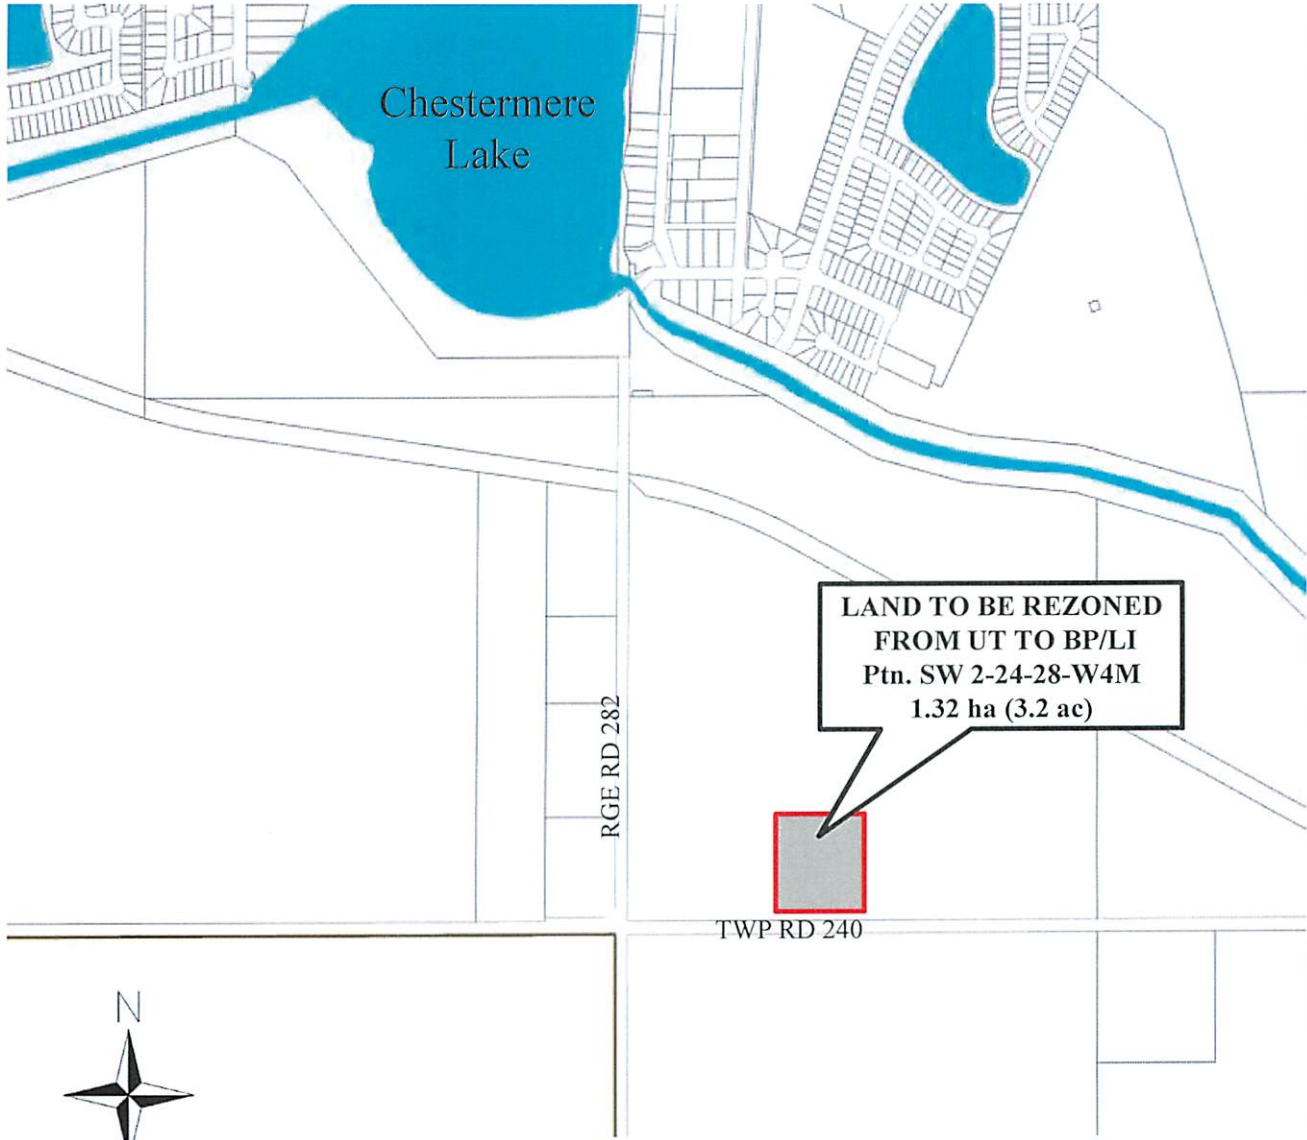 Chestermere
Lake
LAND TO BE REZONED
FROM UT TO BP/LI
Ptn. SW 2-24-28-W4M
1.32 ha (3.2 ac)
RGE RD 282
TWP RD 240
N